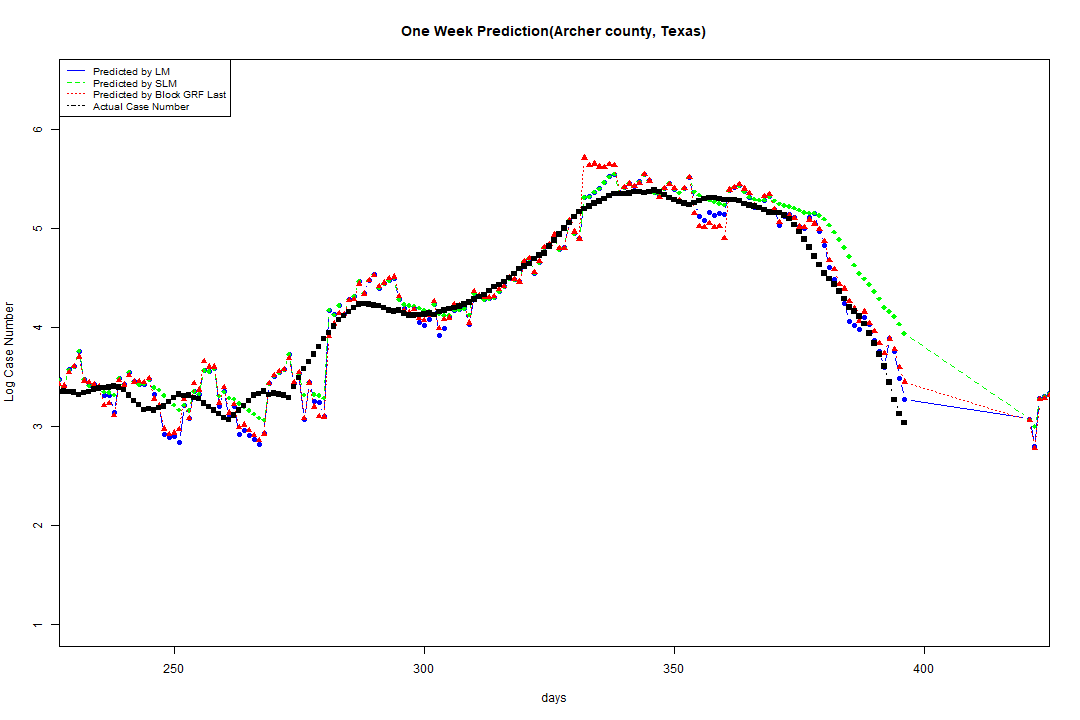 One Week Prediction(Archer county, Texas)
Predicted by LM
Predicted by SLM
Predicted by Block GRF Last
Actual Case Number
6
5
4
3
2
1
Log Case Number
250
300
350
400
days